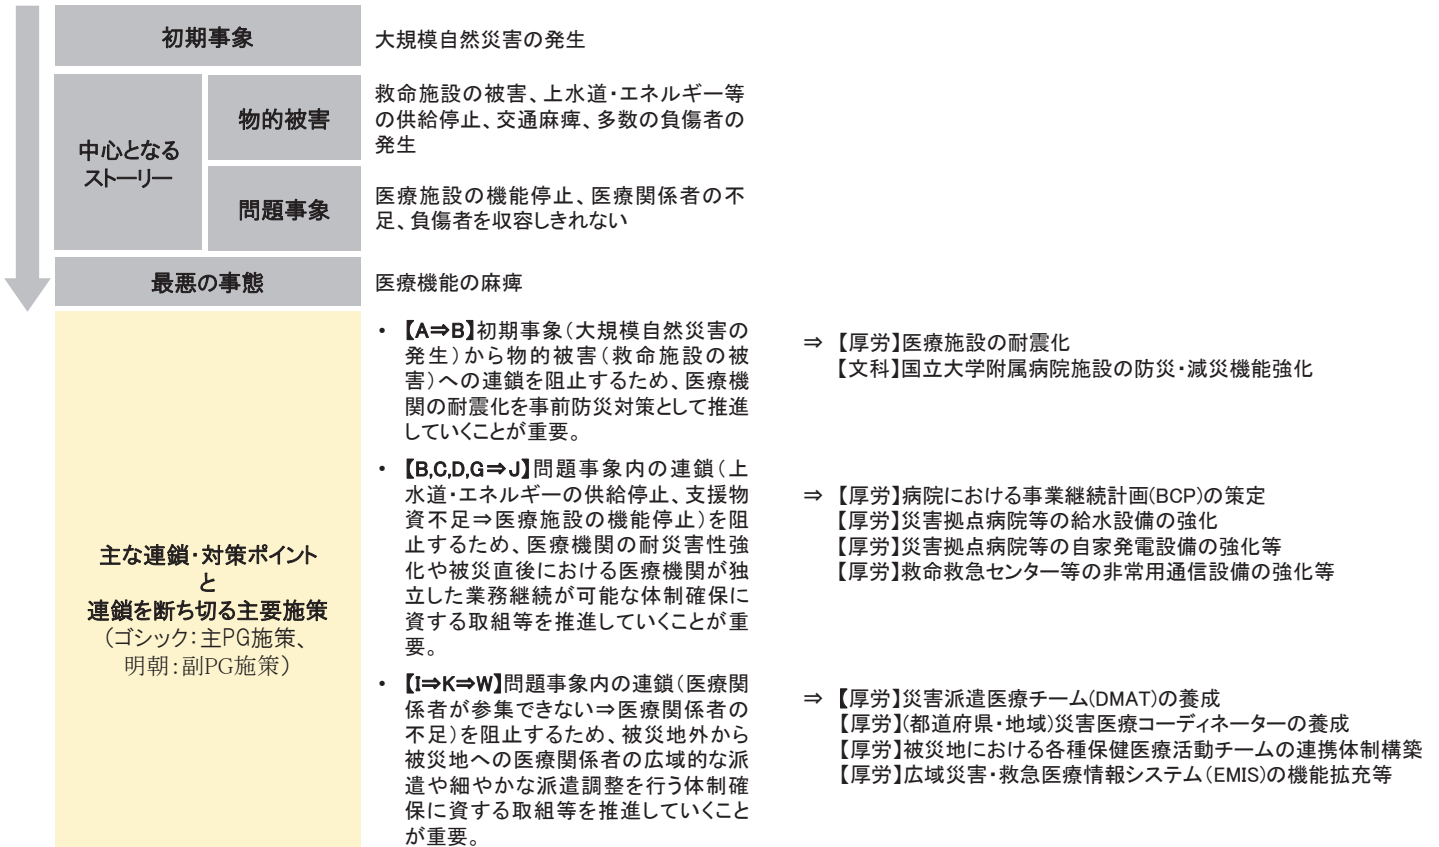 初期事象
大規模自然災害の発生
中心となる
ストーリー
物的被害
救命施設の被害、上水道・エネルギー等
の供給停止、交通麻痺、多数の負傷者の
発生
問題事象
医療施設の機能停止、医療関係者の不
足、負傷者を収容しきれない
最悪の事態
医療機能の麻痺
主な連鎖・対策ポイント
と
連鎖を断ち切る主要施策
（ゴシック：主PG施策、
明朝：副PG施策）
・【A⇒B】初期事象（大規模自然災害の
発生）から物的被害（救命施設の被
害）への連鎖を阻止するため、医療機
関の耐震化を事前防災対策として推進
していくことが重要。
⇒ 【厚労】医療施設の耐震化
【文科】国立大学附属病院施設の防災・減災機能強化
・【B,C,D,G⇒J】問題事象内の連鎖（上
水道・エネルギーの供給停止、支援物
資不足⇒医療施設の機能停止）を阻
止するため、医療機関の耐災害性強
化や被災直後における医療機関が独
立した業務継続が可能な体制確保に
資する取組等を推進していくことが重
要。
⇒ 【厚労】病院における事業継続計画(BCP)の策定
【厚労】災害拠点病院等の給水設備の強化
【厚労】災害拠点病院等の自家発電設備の強化等
【厚労】救命救急センター等の非常用通信設備の強化等
・【I⇒K⇒W】問題事象内の連鎖（医療関
係者が参集できない⇒医療関係者の
不足）を阻止するため、被災地外から
被災地への医療関係者の広域的な派
遣や細やかな派遣調整を行う体制確
保に資する取組等を推進していくこと
が重要。
⇒ 【厚労】災害派遣医療チーム(DMAT)の養成
【厚労】(都道府県・地域)災害医療コーディネーターの養成
【厚労】被災地における各種保健医療活動チームの連携体制構築
【厚労】広域災害・救急医療情報システム（EMIS)の機能拡充等